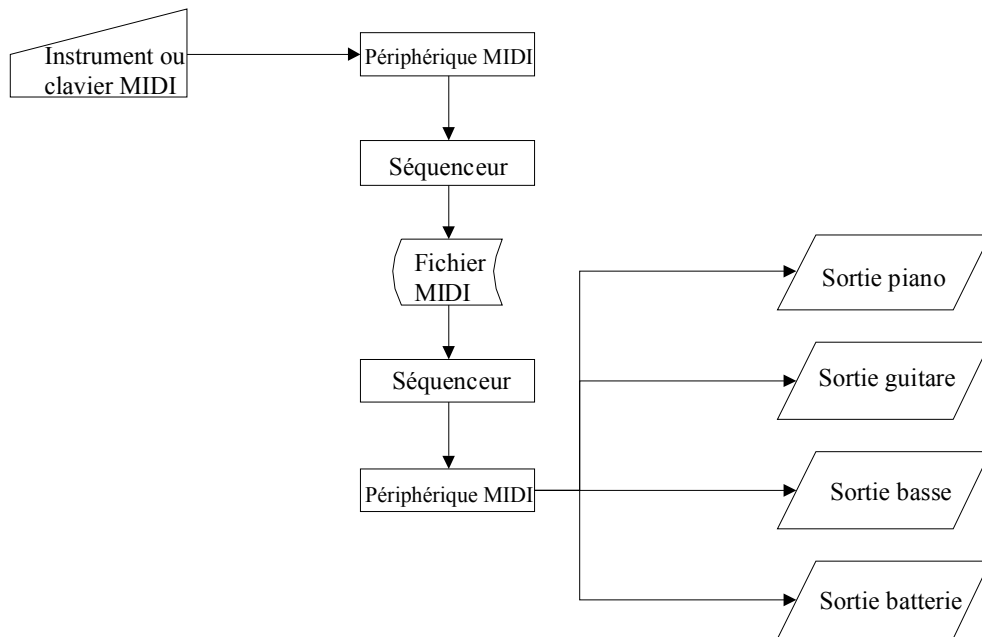 Instrument ou
clavier MIDI
Périphérique MIDI
Séquenceur
Fichier
MIDI
Séquenceur
Périphérique MIDI
Sortie piano
Sortie guitare
Sortie basse
Sortie batterie